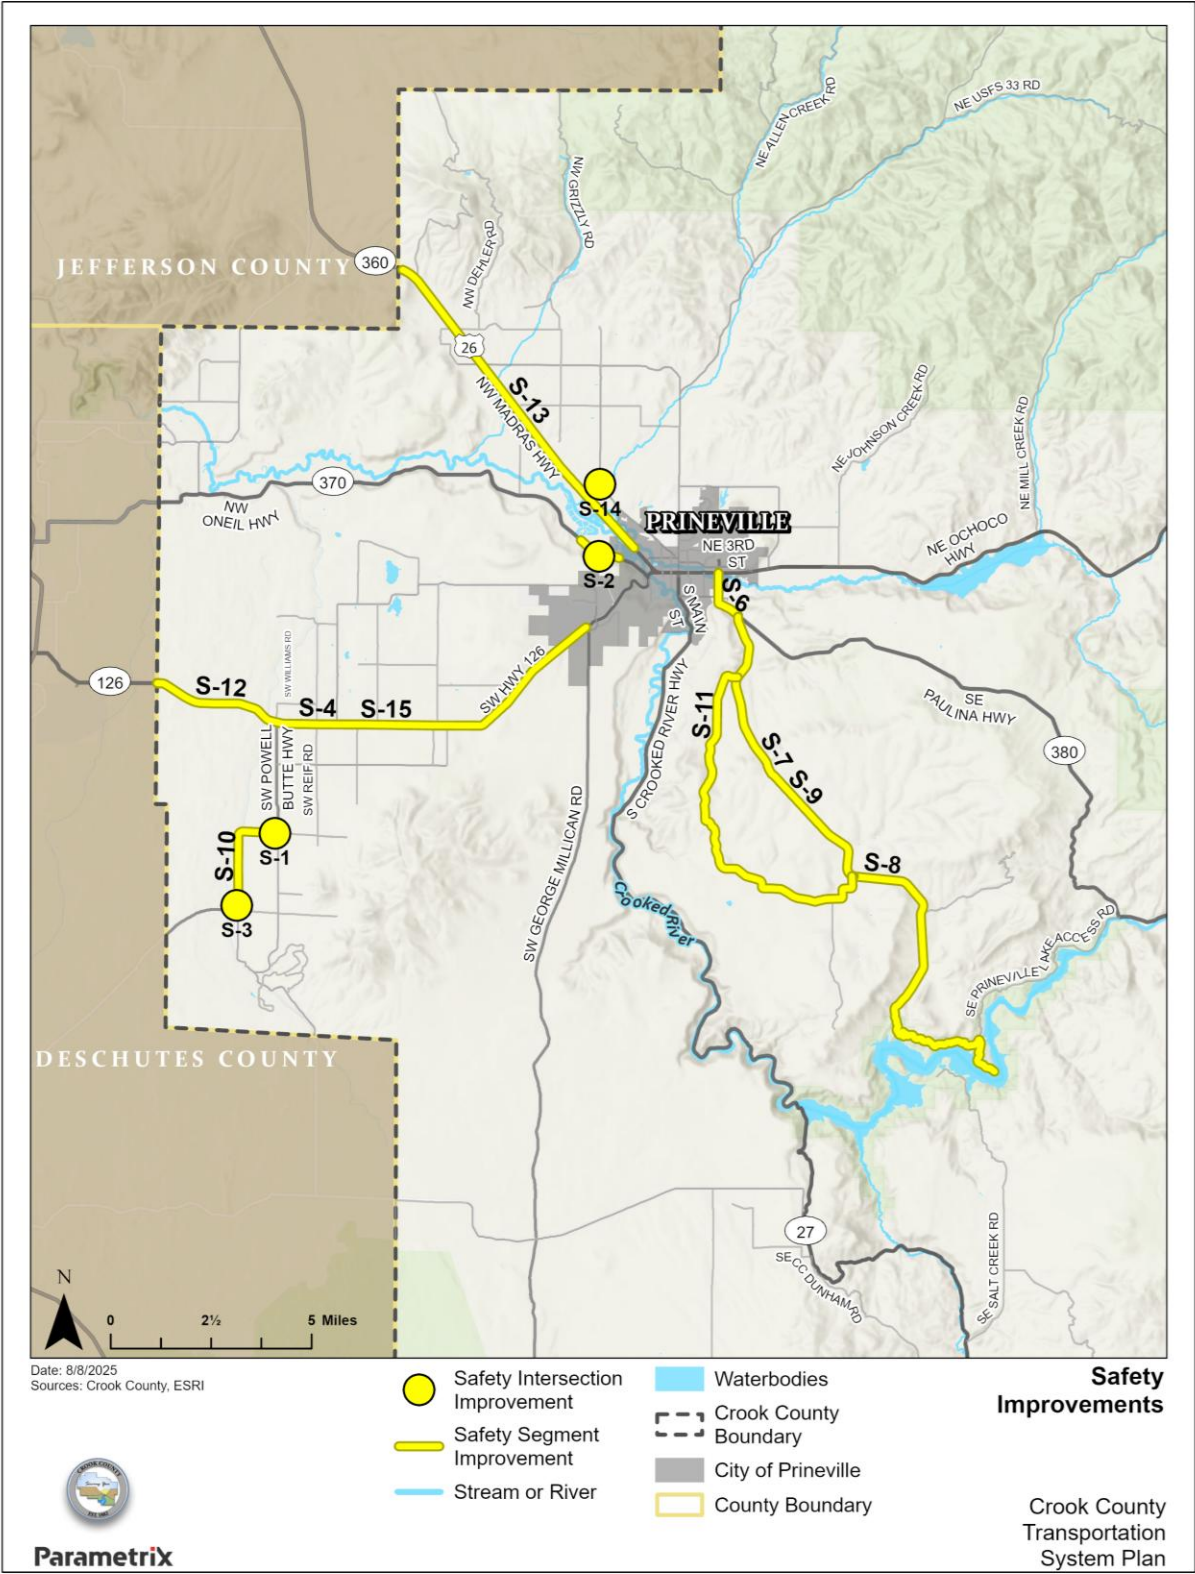 NE ALLEN CREEK RD
NE USFS 33 RD
NW GRIZZLY RD
NW DEHLER RD
JEFFERSON COUNTY
360
26
S-13
NW MADRAS HWY
NE JOHNSON CREEK RD
NE MILL CREEK RD
370
NW
ONEIL HWY
S-14
PRINEVILLE
NE 3RD
ST
NE OCHOCO
HWY
S-2
S-6
S MAIN
ST
SW WILLIAMS RD
126
S-12
S-4
S-15
SW HWY 126
S CROOKED RIVER HWY
S-11
SE
PAULINA HWY
380
S-7
S-9
SW POWELL
BUTTE HWY
SW REIF RD
S-10
S-1
S-8
SW GEORGE MILLICAN RD
S-3
Crooked River
SE PRINEVILLE LAKE ACCESS RD
DESCHUTES COUNTY
27
SE CC DUNHAM RD
SE SALT CREEK RD
N
0 2½ 5 Miles
Date: 8/8/2025
Sources: Crook County, ESRI
Safety Intersection
Improvement
Safety Segment
Improvement
Stream or River
Waterbodies
Crook County
Boundary
City of Prineville
County Boundary
Safety
Improvements
CROOK COUNTY
Parametrix
Crook County
Transportation
System Plan